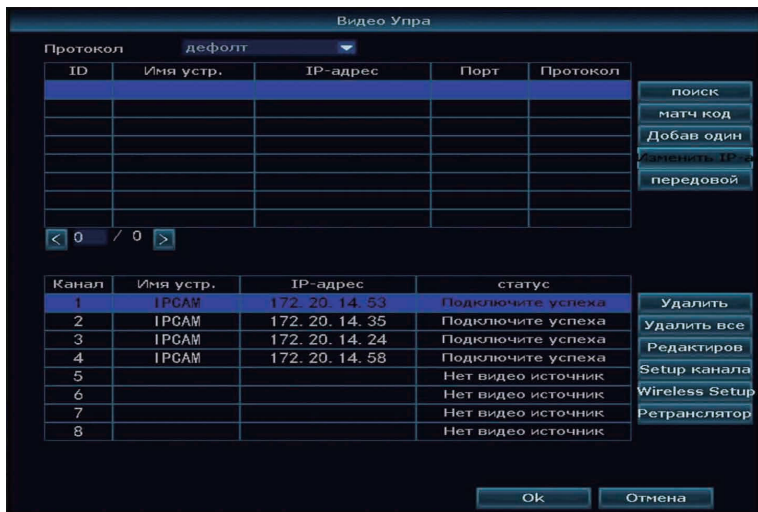 Видео Упра
Протокол дефолт
ID Имя устр. IP-адрес Порт Протокол
поиск
матч код
Добав один
Изменить IP-а
передовой
< 0 / 0 >
Канал Имя устр. IP-адрес статус
1 IPCAM 172. 20. 14. 53 Подключите успеха Удалить
2 IPCAM 172. 20. 14. 35 Подключите успеха Удалить все
3 IPCAM 172. 20. 14. 24 Подключите успеха Редактиров
4 IPCAM 172. 20. 14. 58 Подключите успеха Setup канала
5 Нет видео источник Wireless Setup
6 Нет видео источник Ретранслятор
7 Нет видео источник
8 Нет видео источник
Ok Отмена